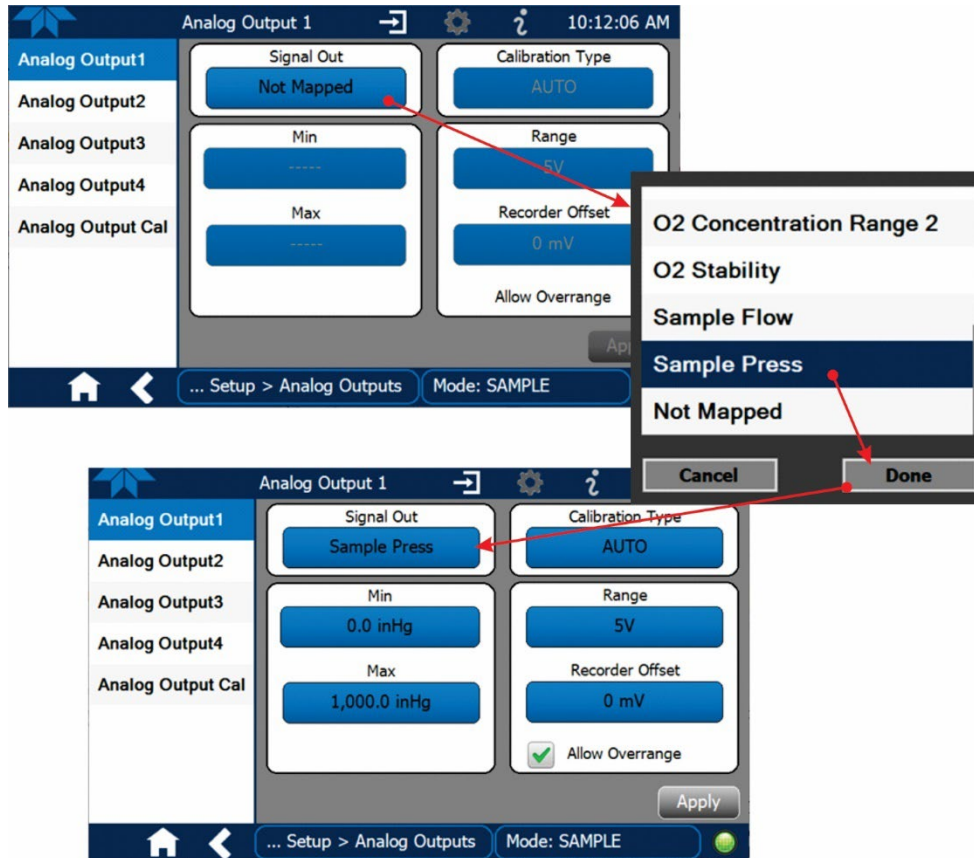 Analog Output 1
10:12:06 AM
Analog Output1
Analog Output2
Analog Output3
Analog Output4
Analog Output Cal
Signal Out
Not Mapped
Min
-----
Max
-----
Calibration Type
AUTO
Range
5V
Recorder Offset
0 mV
Allow Overrange
... Setup > Analog Outputs
Mode: SAMPLE
O2 Concentration Range 2
O2 Stability
Sample Flow
Sample Press
Not Mapped
Cancel
Done
Analog Output 1
Analog Output1
Analog Output2
Analog Output3
Analog Output4
Analog Output Cal
Signal Out
Sample Press
Min
0.0 inHg
Max
1,000.0 inHg
Calibration Type
AUTO
Range
5V
Recorder Offset
0 mV
Allow Overrange
Apply
... Setup > Analog Outputs
Mode: SAMPLE